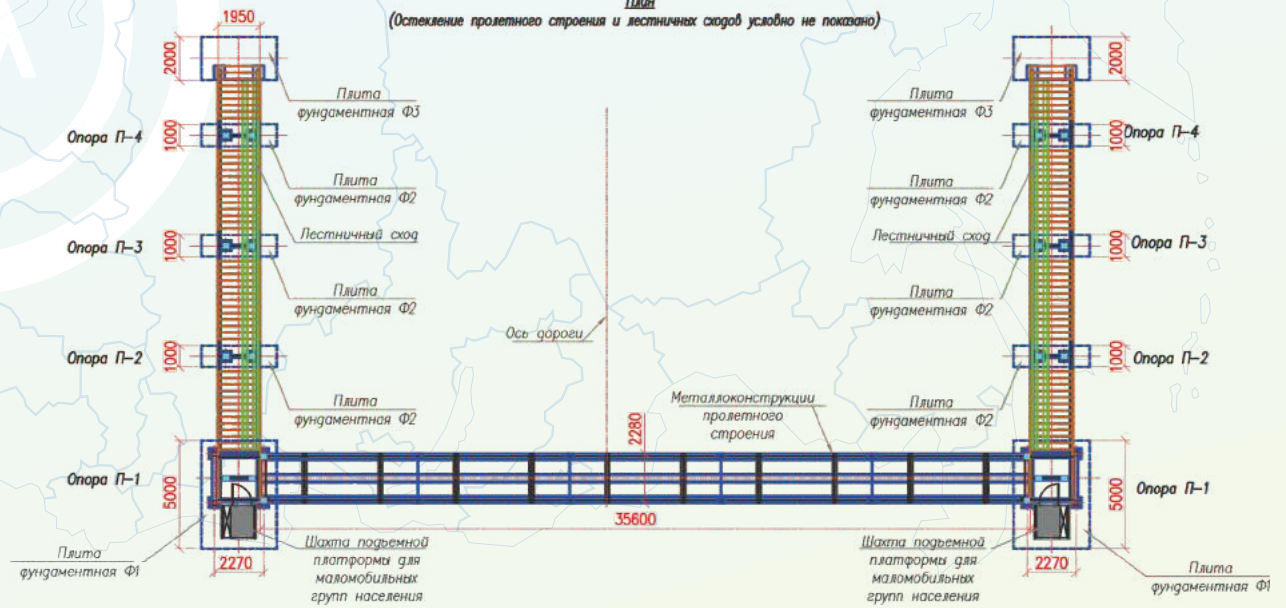 План
(Остекление пролетного строения и лестничных сходов условно не показано)
1950
2000
Плита
фундаментная Ф3
Опора П-4
1000
Плита
фундаментная Ф2
Лестничный сход
Опора П-3
1000
Плита
фундаментная Ф2
Опора П-2
1000
Плита
фундаментная Ф2
Опора П-1
5000
Плита
фундаментная Ф1
2270
Шахта подъемной
платформы для
маломобильных
групп населения
Ось дороги
Металлоконструкции
пролетного
строения
2280
35600
2000
Плита
фундаментная Ф3
1000
Опора П-4
Плита
фундаментная Ф2
Лестничный сход
1000
Опора П-3
Плита
фундаментная Ф2
1000
Опора П-2
Плита
фундаментная Ф2
5000
Опора П-1
Шахта подъемной
платформы для
маломобильных
групп населения
2270
Плита
фундаментная Ф1